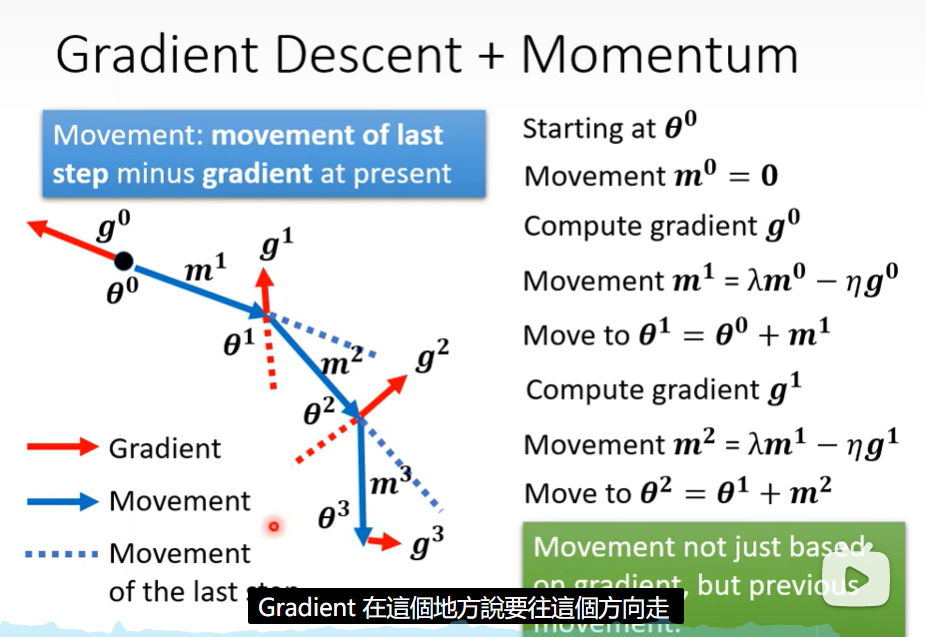 Gradient Descent + Momentum
Movement: movement of last
step minus gradient at present
Starting at θ⁰
Movement m⁰ = 0
Compute gradient g⁰
Movement m¹ = λm⁰ − ηg⁰
Move to θ¹ = θ⁰ + m¹
Compute gradient g¹
Movement m² = λm¹ − ηg¹
Move to θ² = θ¹ + m²
g⁰
m¹
g¹
θ⁰
θ¹
m²
g²
θ²
m³
θ³
g³
Gradient
Movement
Movement
of the last
Movement not just based
on gradient, but previous
movement.
Gradient 在這個地方說要往這個方向走